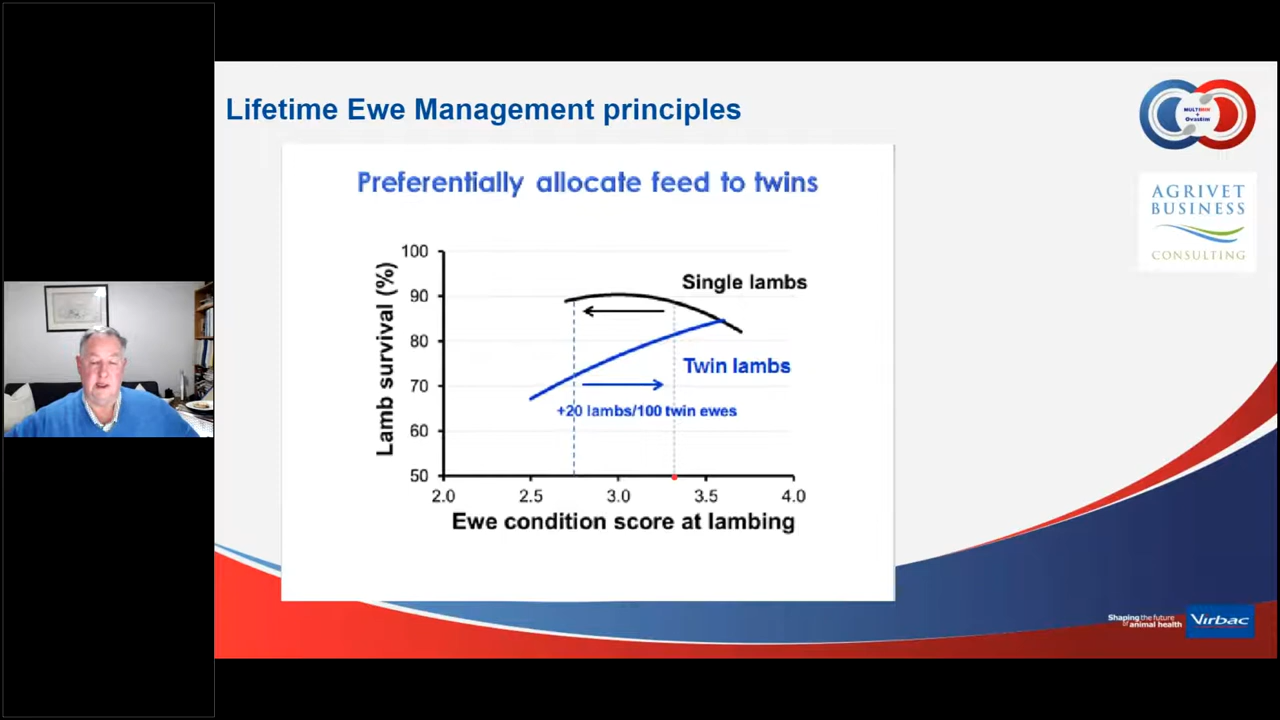 Lifetime Ewe Management principles
Preferentially allocate feed to twins
100
90
80
70
60
50
Lamb survival (%)
Single lambs
Twin lambs
+20 lambs/100 twin ewes
2.0 2.5 3.0 3.5 4.0
Ewe condition score at lambing
MULTIMIN
+
Ovastim
AGRIVET
BUSINESS
CONSULTING
Shaping the future
of animal health
Virbac